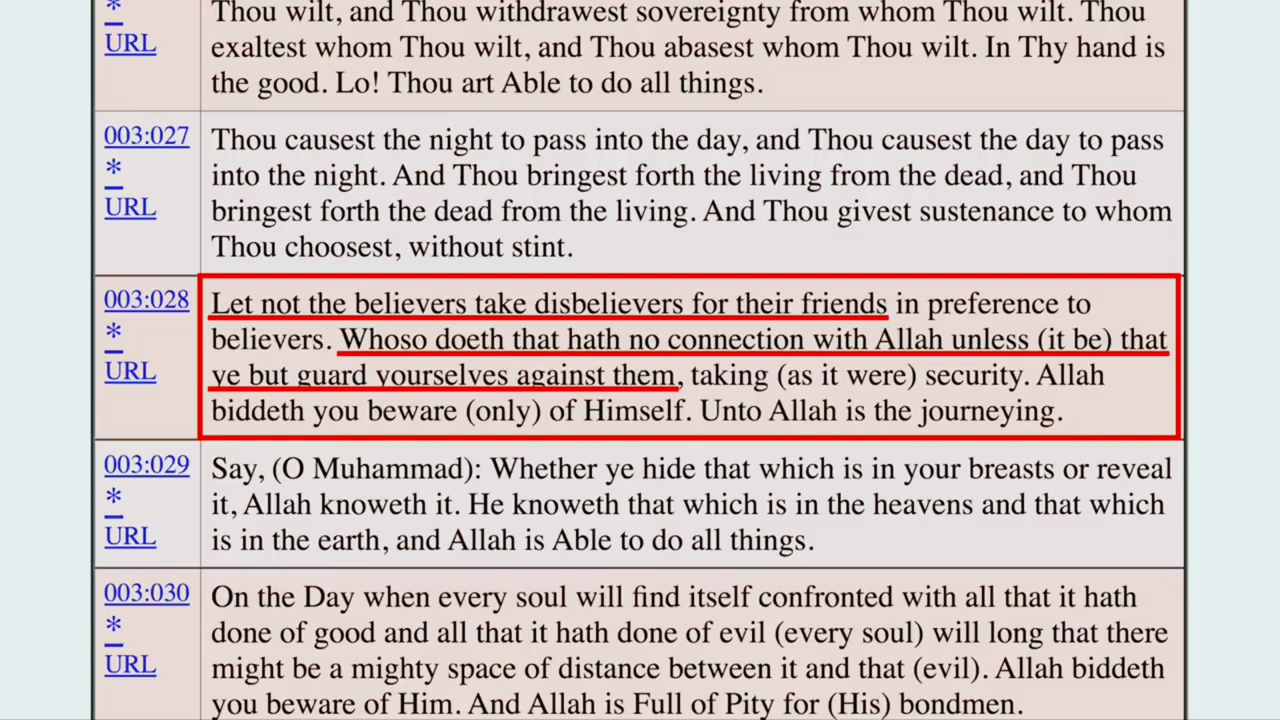 *
Thou wilt, and Thou withdrawest sovereignty from whom Thou wilt. Thou
URL
exaltest whom Thou wilt, and Thou abasest whom Thou wilt. In Thy hand is
the good. Lo! Thou art Able to do all things.
003:027
Thou causest the night to pass into the day, and Thou causest the day to pass
*
into the night. And Thou bringest forth the living from the dead, and Thou
URL
bringest forth the dead from the living. And Thou givest sustenance to whom
Thou choosest, without stint.
003:028
Let not the believers take disbelievers for their friends in preference to
*
believers. Whoso doeth that hath no connection with Allah unless (it be) that
URL
ye but guard yourselves against them, taking (as it were) security. Allah
biddeth you beware (only) of Himself. Unto Allah is the journeying.
003:029
Say, (O Muhammad): Whether ye hide that which is in your breasts or reveal
*
it, Allah knoweth it. He knoweth that which is in the heavens and that which
URL
is in the earth, and Allah is Able to do all things.
003:030
On the Day when every soul will find itself confronted with all that it hath
*
done of good and all that it hath done of evil (every soul) will long that there
URL
might be a mighty space of distance between it and that (evil). Allah biddeth
you beware of Him. And Allah is Full of Pity for (His) bondmen.